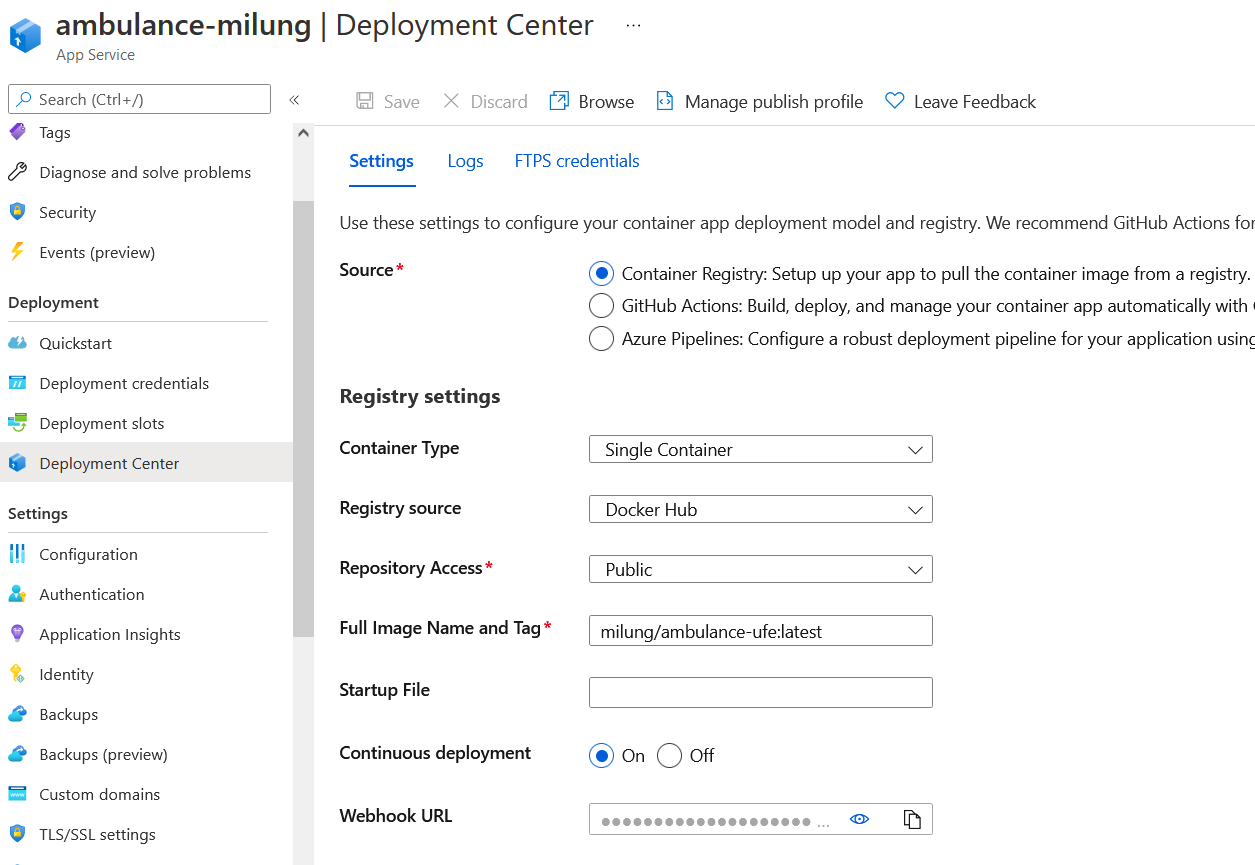 ambulance-milung | Deployment Center ...
App Service
Search (Ctrl+/)
«
Save
Discard
Browse
Manage publish profile
Leave Feedback
Tags
Diagnose and solve problems
Security
Events (preview)
Deployment
Quickstart
Deployment credentials
Deployment slots
Deployment Center
Settings
Configuration
Authentication
Application Insights
Identity
Backups
Backups (preview)
Custom domains
TLS/SSL settings
Settings Logs FTPS credentials
Use these settings to configure your container app deployment model and registry. We recommend GitHub Actions for
Source*
Container Registry: Setup up your app to pull the container image from a registry.
GitHub Actions: Build, deploy, and manage your container app automatically with
Azure Pipelines: Configure a robust deployment pipeline for your application using
Registry settings
Container Type Single Container
Registry source Docker Hub
Repository Access* Public
Full Image Name and Tag* milung/ambulance-ufe:latest
Startup File
Continuous deployment On Off
Webhook URL ●●●●●●●●●●●●●●●●●●●● ...